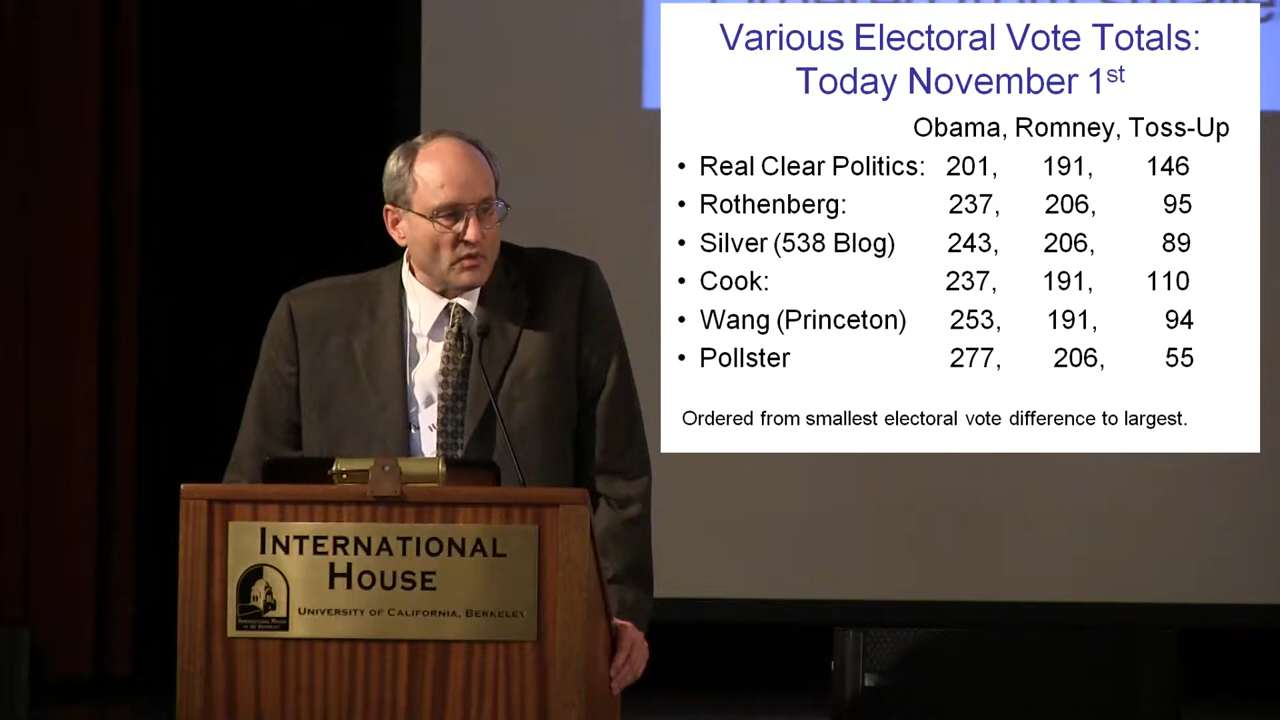 Various Electoral Vote Totals:
Today November 1st
Obama, Romney, Toss-Up
• Real Clear Politics: 201, 191, 146
• Rothenberg: 237, 206, 95
• Silver (538 Blog) 243, 206, 89
• Cook: 237, 191, 110
• Wang (Princeton) 253, 191, 94
• Pollster 277, 206, 55
Ordered from smallest electoral vote difference to largest.
INTERNATIONAL
HOUSE
UNIVERSITY OF CALIFORNIA, BERKELEY